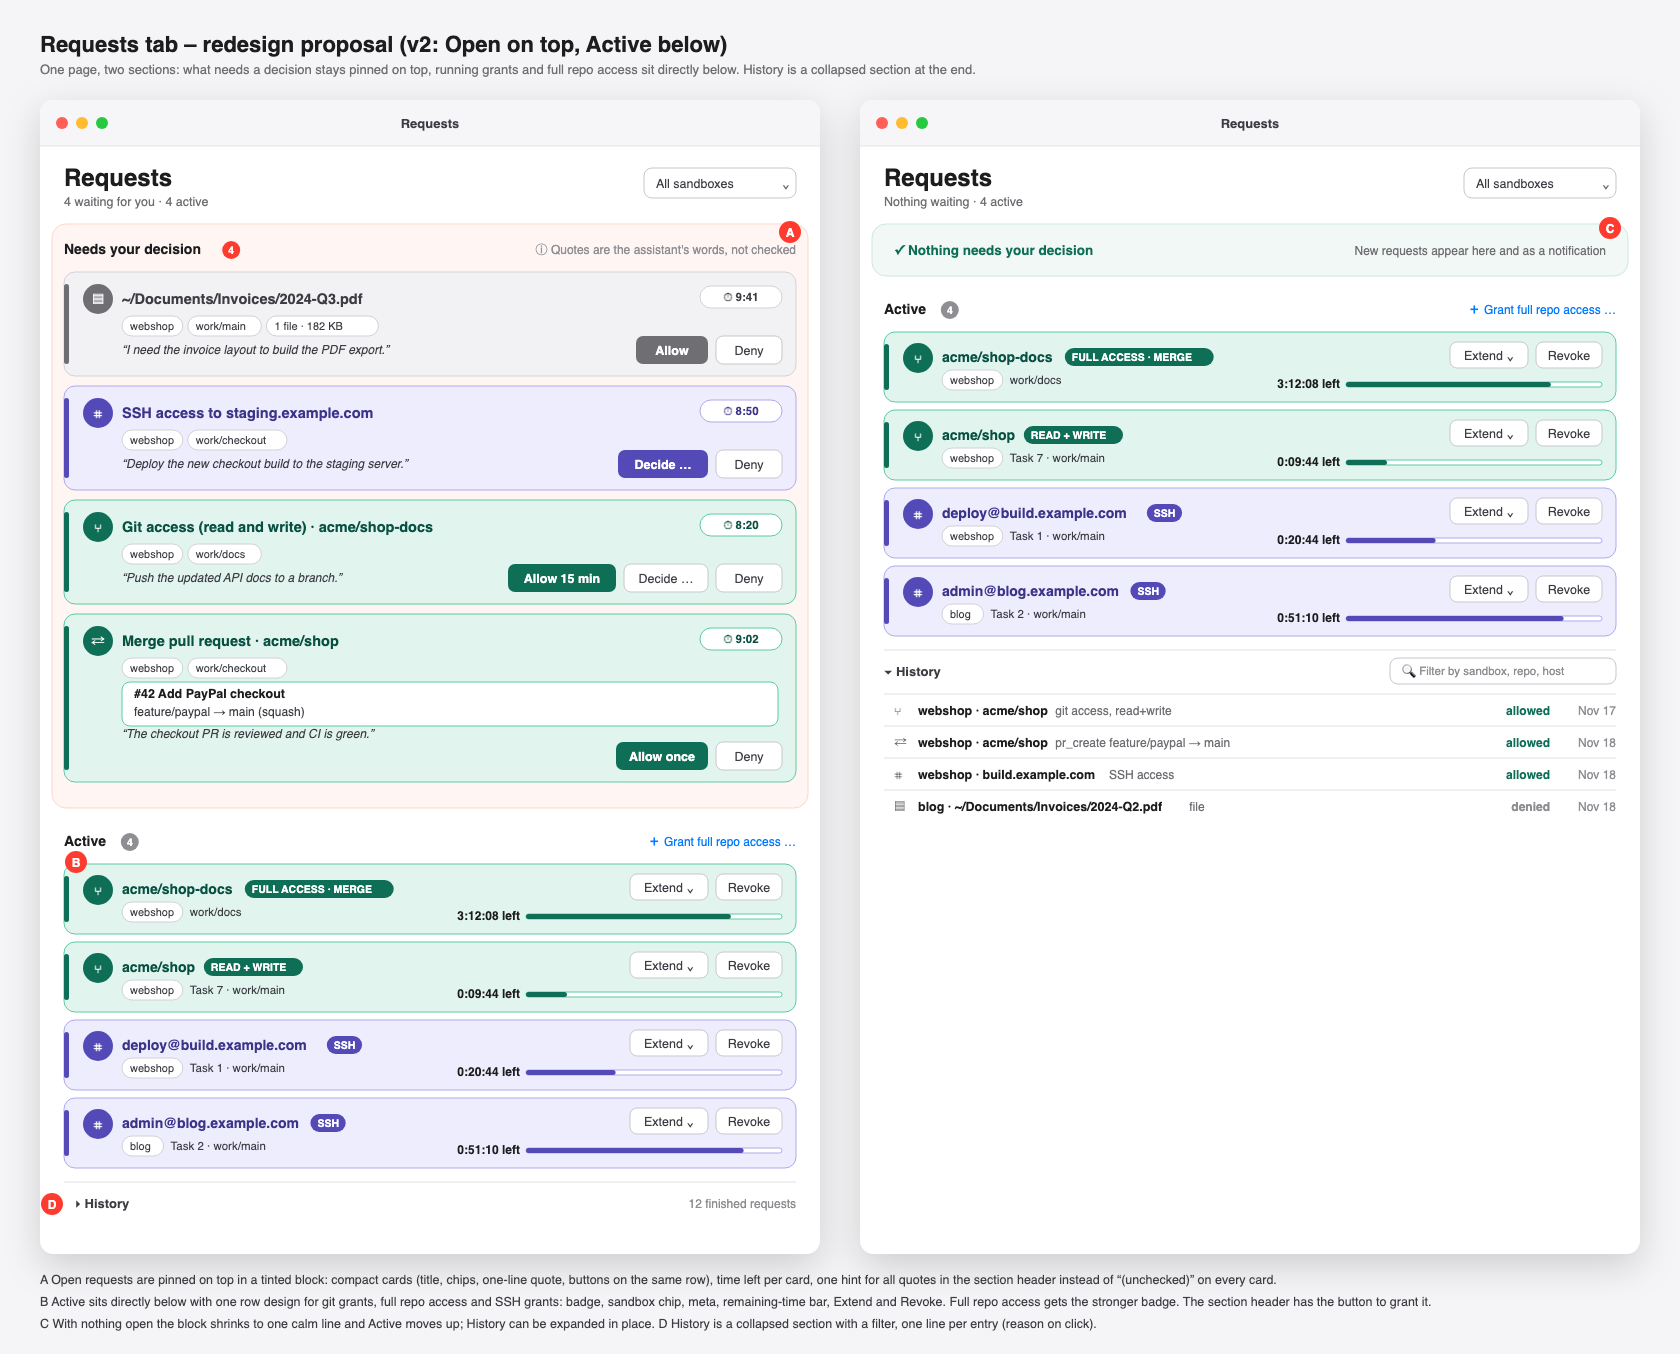 Requests tab – redesign proposal (v2: Open on top, Active below)
One page, two sections: what needs a decision stays pinned on top, running grants and full repo access sit directly below. History is a collapsed section at the end.
Requests
Requests
All sandboxes
4 waiting for you · 4 active
A
Needs your decision 4
ⓘ Quotes are the assistant's words, not checked
~/Documents/Invoices/2024-Q3.pdf
⏱ 9:41
webshop work/main 1 file · 182 KB
“I need the invoice layout to build the PDF export.”
Allow Deny
SSH access to staging.example.com
⏱ 8:50
webshop work/checkout
“Deploy the new checkout build to the staging server.”
Decide … Deny
Git access (read and write) · acme/shop-docs
⏱ 8:20
webshop work/docs
“Push the updated API docs to a branch.”
Allow 15 min Decide … Deny
Merge pull request · acme/shop
⏱ 9:02
webshop work/checkout
#42 Add PayPal checkout
feature/paypal → main (squash)
“The checkout PR is reviewed and CI is green.”
Allow once Deny
Active 4
+ Grant full repo access …
B
acme/shop-docs FULL ACCESS · MERGE
Extend ⌄ Revoke
webshop work/docs
3:12:08 left
acme/shop READ + WRITE
Extend ⌄ Revoke
webshop Task 7 · work/main
0:09:44 left
deploy@build.example.com SSH
Extend ⌄ Revoke
webshop Task 1 · work/main
0:20:44 left
admin@blog.example.com SSH
Extend ⌄ Revoke
blog Task 2 · work/main
0:51:10 left
D
History
12 finished requests
Requests
Requests
All sandboxes
Nothing waiting · 4 active
C
✓ Nothing needs your decision
New requests appear here and as a notification
Active 4
+ Grant full repo access …
acme/shop-docs FULL ACCESS · MERGE
Extend ⌄ Revoke
webshop work/docs
3:12:08 left
acme/shop READ + WRITE
Extend ⌄ Revoke
webshop Task 7 · work/main
0:09:44 left
deploy@build.example.com SSH
Extend ⌄ Revoke
webshop Task 1 · work/main
0:20:44 left
admin@blog.example.com SSH
Extend ⌄ Revoke
blog Task 2 · work/main
0:51:10 left
History
🔍 Filter by sandbox, repo, host
webshop · acme/shop git access, read+write allowed Nov 17
webshop · acme/shop pr_create feature/paypal → main allowed Nov 18
webshop · build.example.com SSH access allowed Nov 18
blog · ~/Documents/Invoices/2024-Q2.pdf file denied Nov 18
A Open requests are pinned on top in a tinted block: compact cards (title, chips, one-line quote, buttons on the same row), time left per card, one hint for all quotes in the section header instead of “(unchecked)” on every card.
B Active sits directly below with one row design for git grants, full repo access and SSH grants: badge, sandbox chip, meta, remaining-time bar, Extend and Revoke. Full repo access gets the stronger badge. The section header has the button to grant it.
C With nothing open the block shrinks to one calm line and Active moves up; History can be expanded in place. D History is a collapsed section with a filter, one line per entry (reason on click).